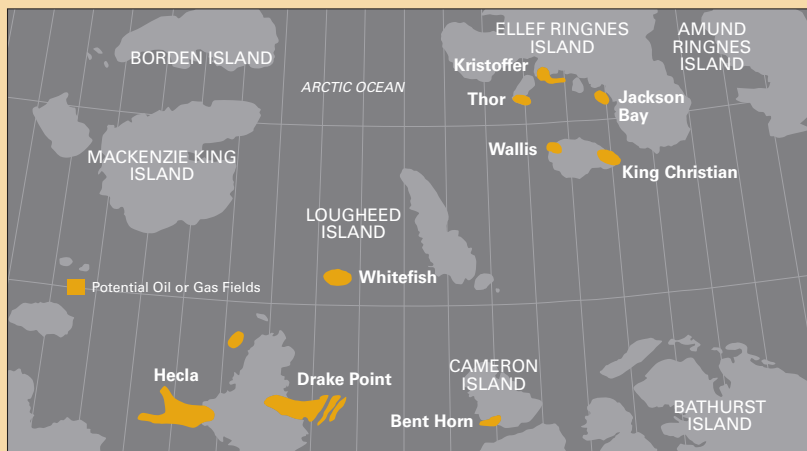 ELLEF RINGNES
ISLAND
AMUND
RINGNES
ISLAND
BORDEN ISLAND
Kristoffer
ARCTIC OCEAN
Thor
Jackson
Bay
Wallis
MACKENZIE KING
ISLAND
King Christian
LOUGHEED
ISLAND
Whitefish
Potential Oil or Gas Fields
CAMERON
ISLAND
Hecla
Drake Point
Bent Horn
BATHURST
ISLAND